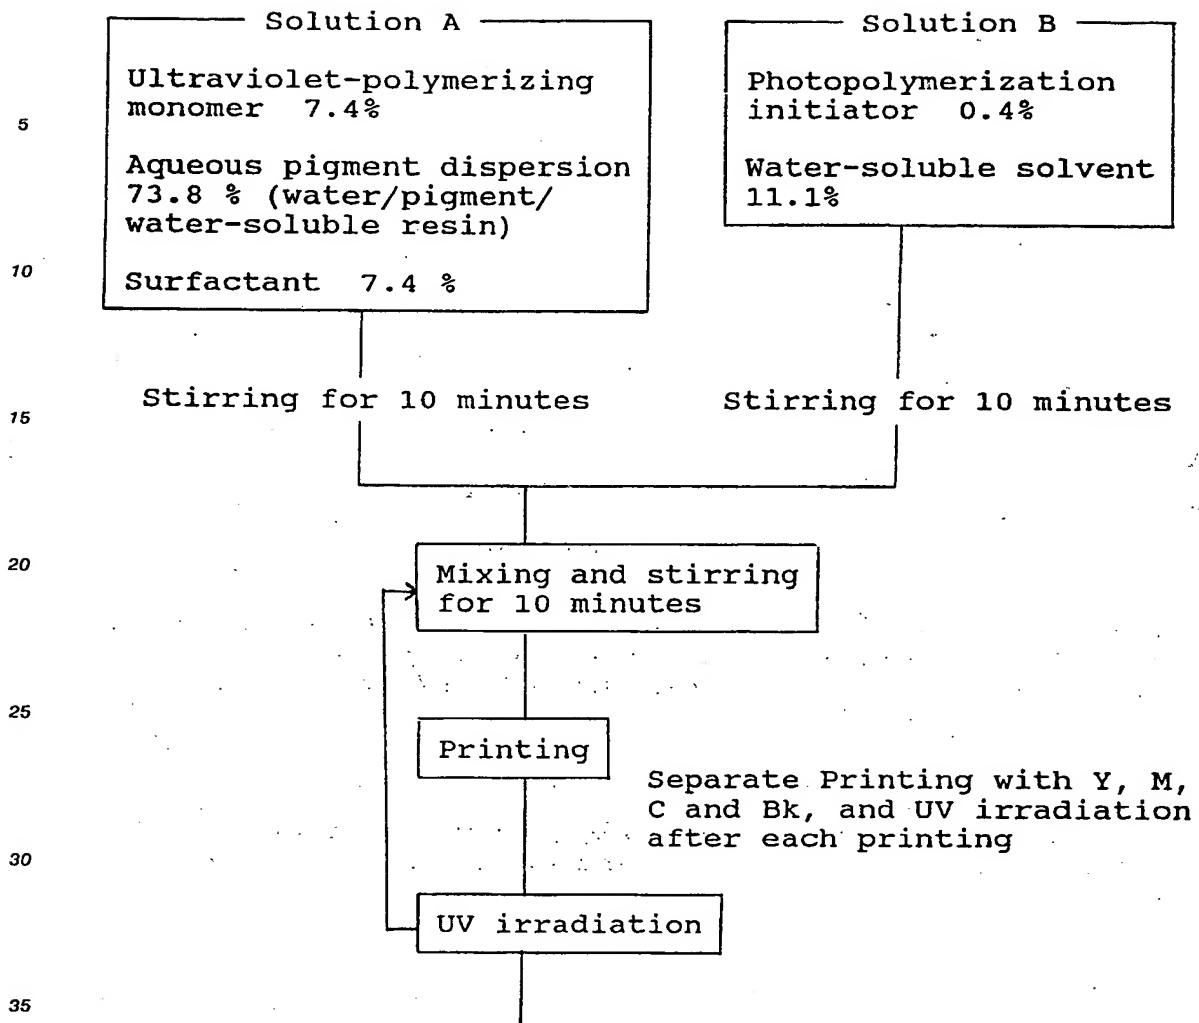 Solution A
Ultraviolet-polymerizing
monomer 7.4%
Aqueous pigment dispersion
73.8 % (water/pigment/
water-soluble resin)
Surfactant 7.4 %
Solution B
Photopolymerization
initiator 0.4%
Water-soluble solvent
11.1%
5
10
Stirring for 10 minutes
Stirring for 10 minutes
15
20
Mixing and stirring
for 10 minutes
25
Printing
Separate Printing with Y, M,
C and Bk, and UV irradiation
after each printing
30
UV irradiation
35